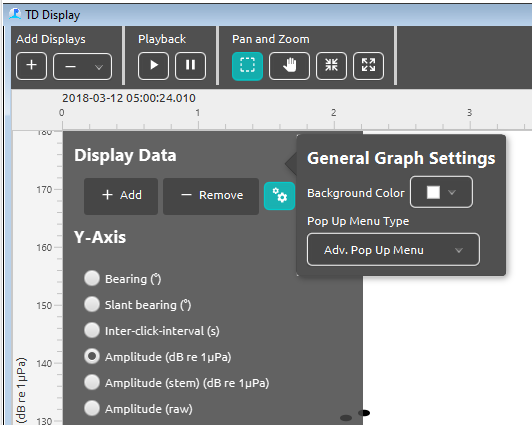 TD Display
Add Displays
Playback
Pan and Zoom
2018-03-12 05:00:24.010
0
1
2
3
180
Display Data
General Graph Settings
170
+ Add
− Remove
Background Color
Pop Up Menu Type
Y-Axis
160
Adv. Pop Up Menu
Bearing (°)
150
Slant bearing (°)
Inter-click-interval (s)
140
Amplitude (dB re 1µPa)
Amplitude (stem) (dB re 1µPa)
130
Amplitude (raw)
(dB re 1µPa)